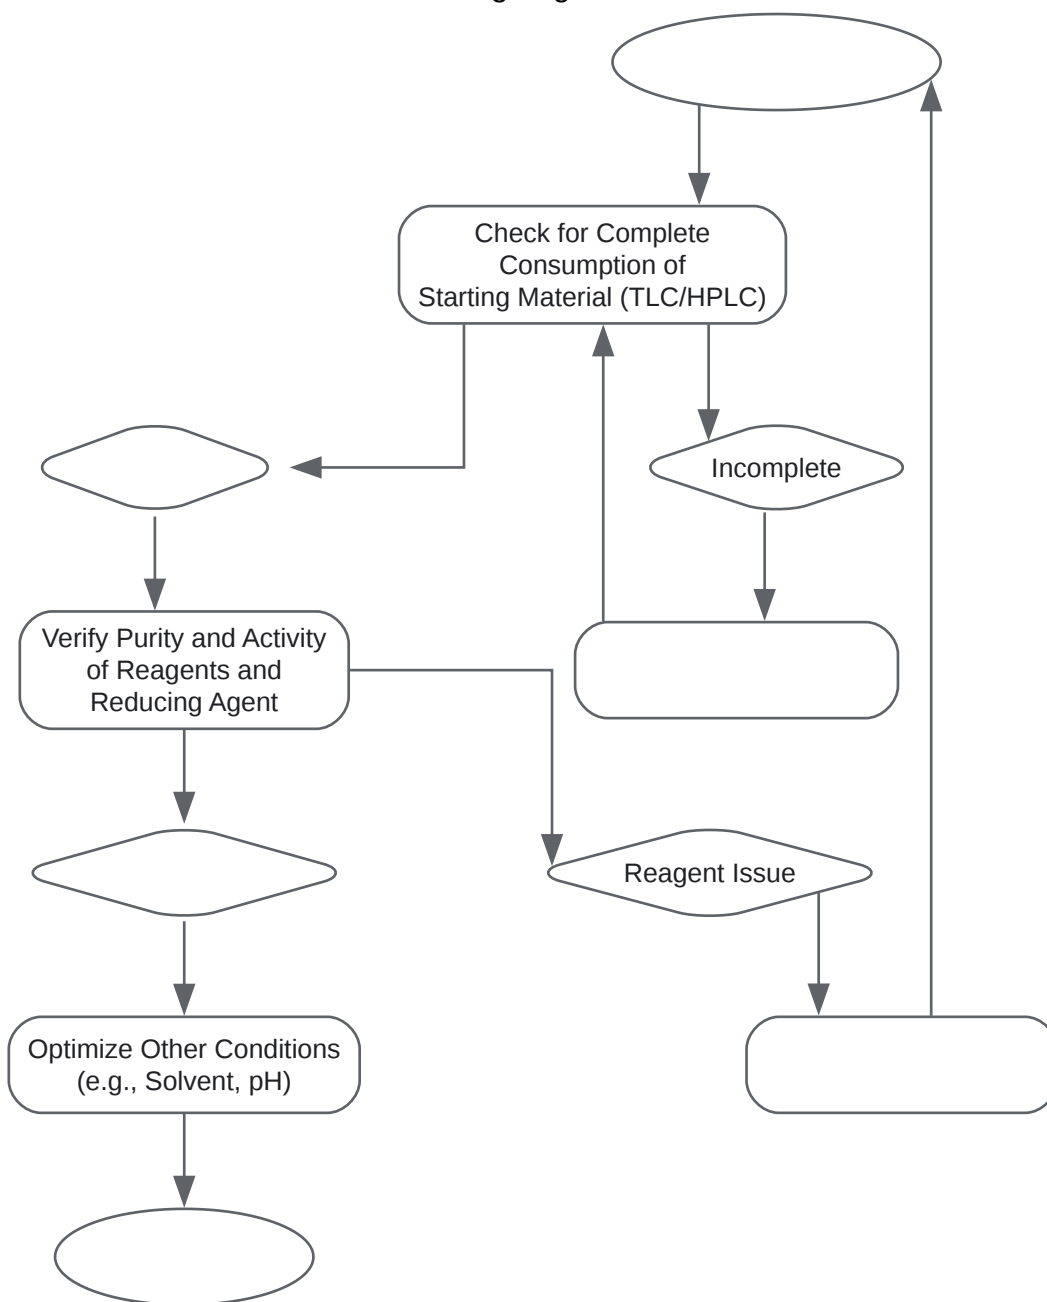 Check for Complete
Consumption of
Starting Material (TLC/HPLC)
Incomplete
Verify Purity and Activity
of Reagents and
Reducing Agent
Reagent Issue
Optimize Other Conditions
(e.g., Solvent, pH)